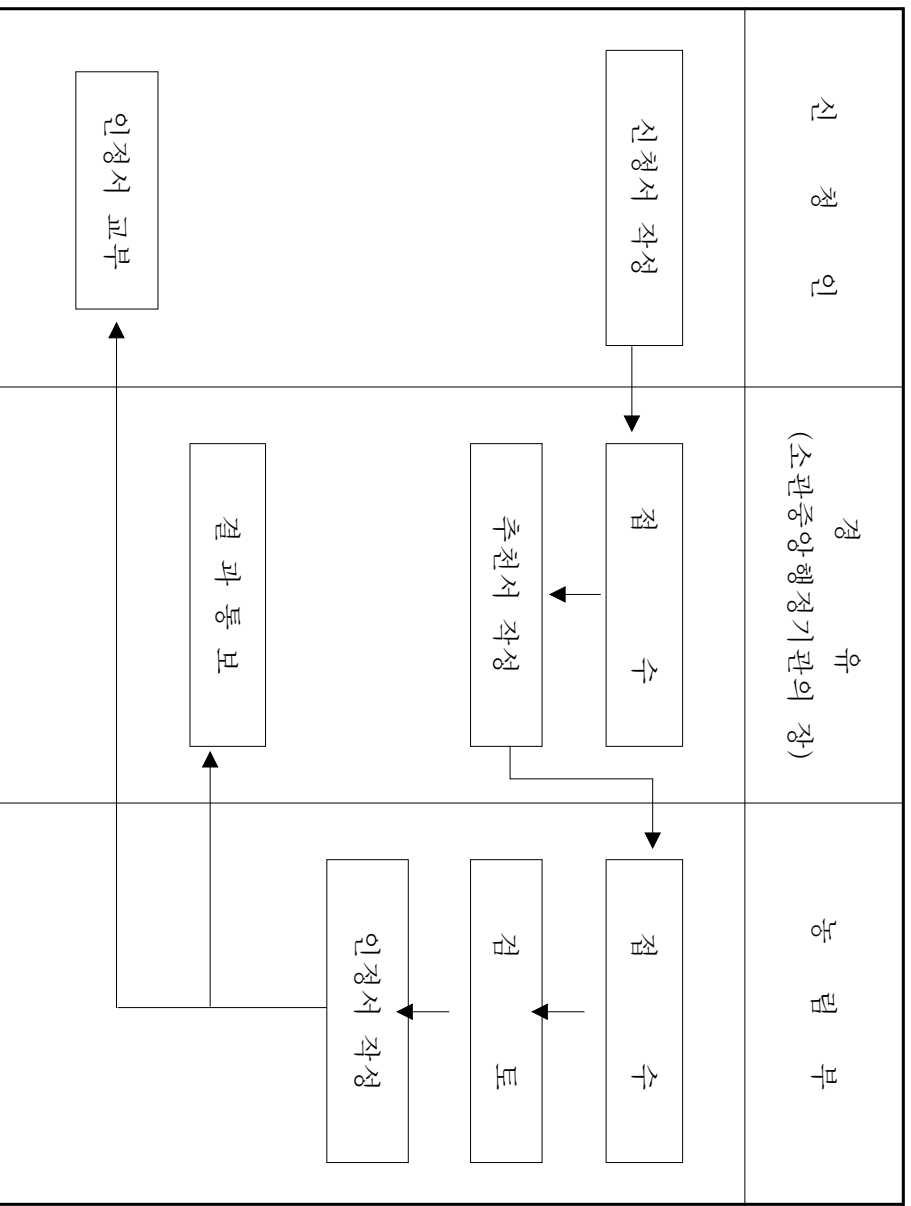 신 청 인
경 유
(소관중앙행정기관의 장)
농 림 부
신청서 작성
접 수
접 수
추천서 작성
검 토
인정서 작성
결 과 통 보
인정서 교부